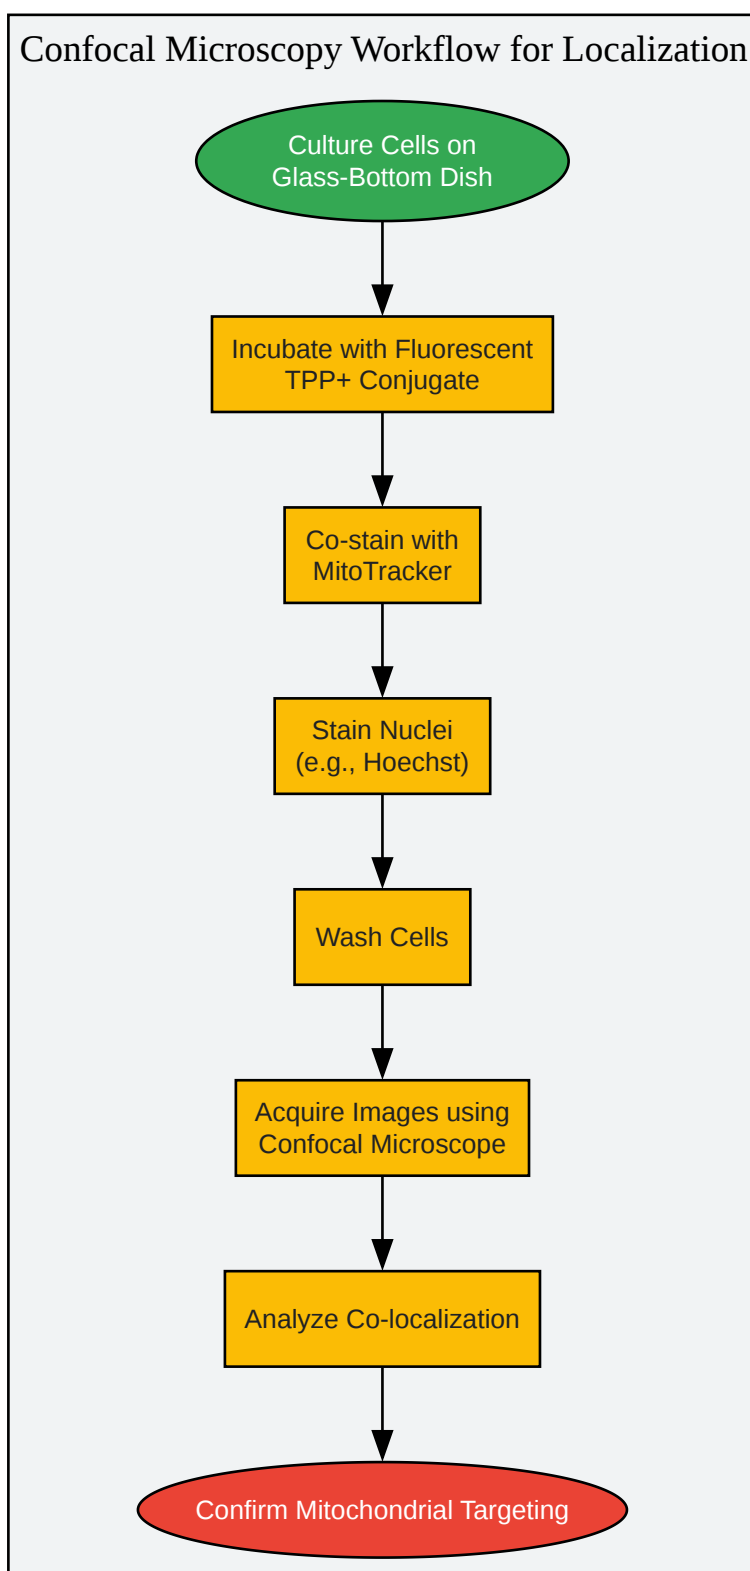 Confocal Microscopy Workflow for Localization
Culture Cells on
Glass-Bottom Dish
Incubate with Fluorescent
TPP+ Conjugate
Co-stain with
MitoTracker
Stain Nuclei
(e.g., Hoechst)
Wash Cells
Acquire Images using
Confocal Microscope
Analyze Co-localization
Confirm Mitochondrial Targeting